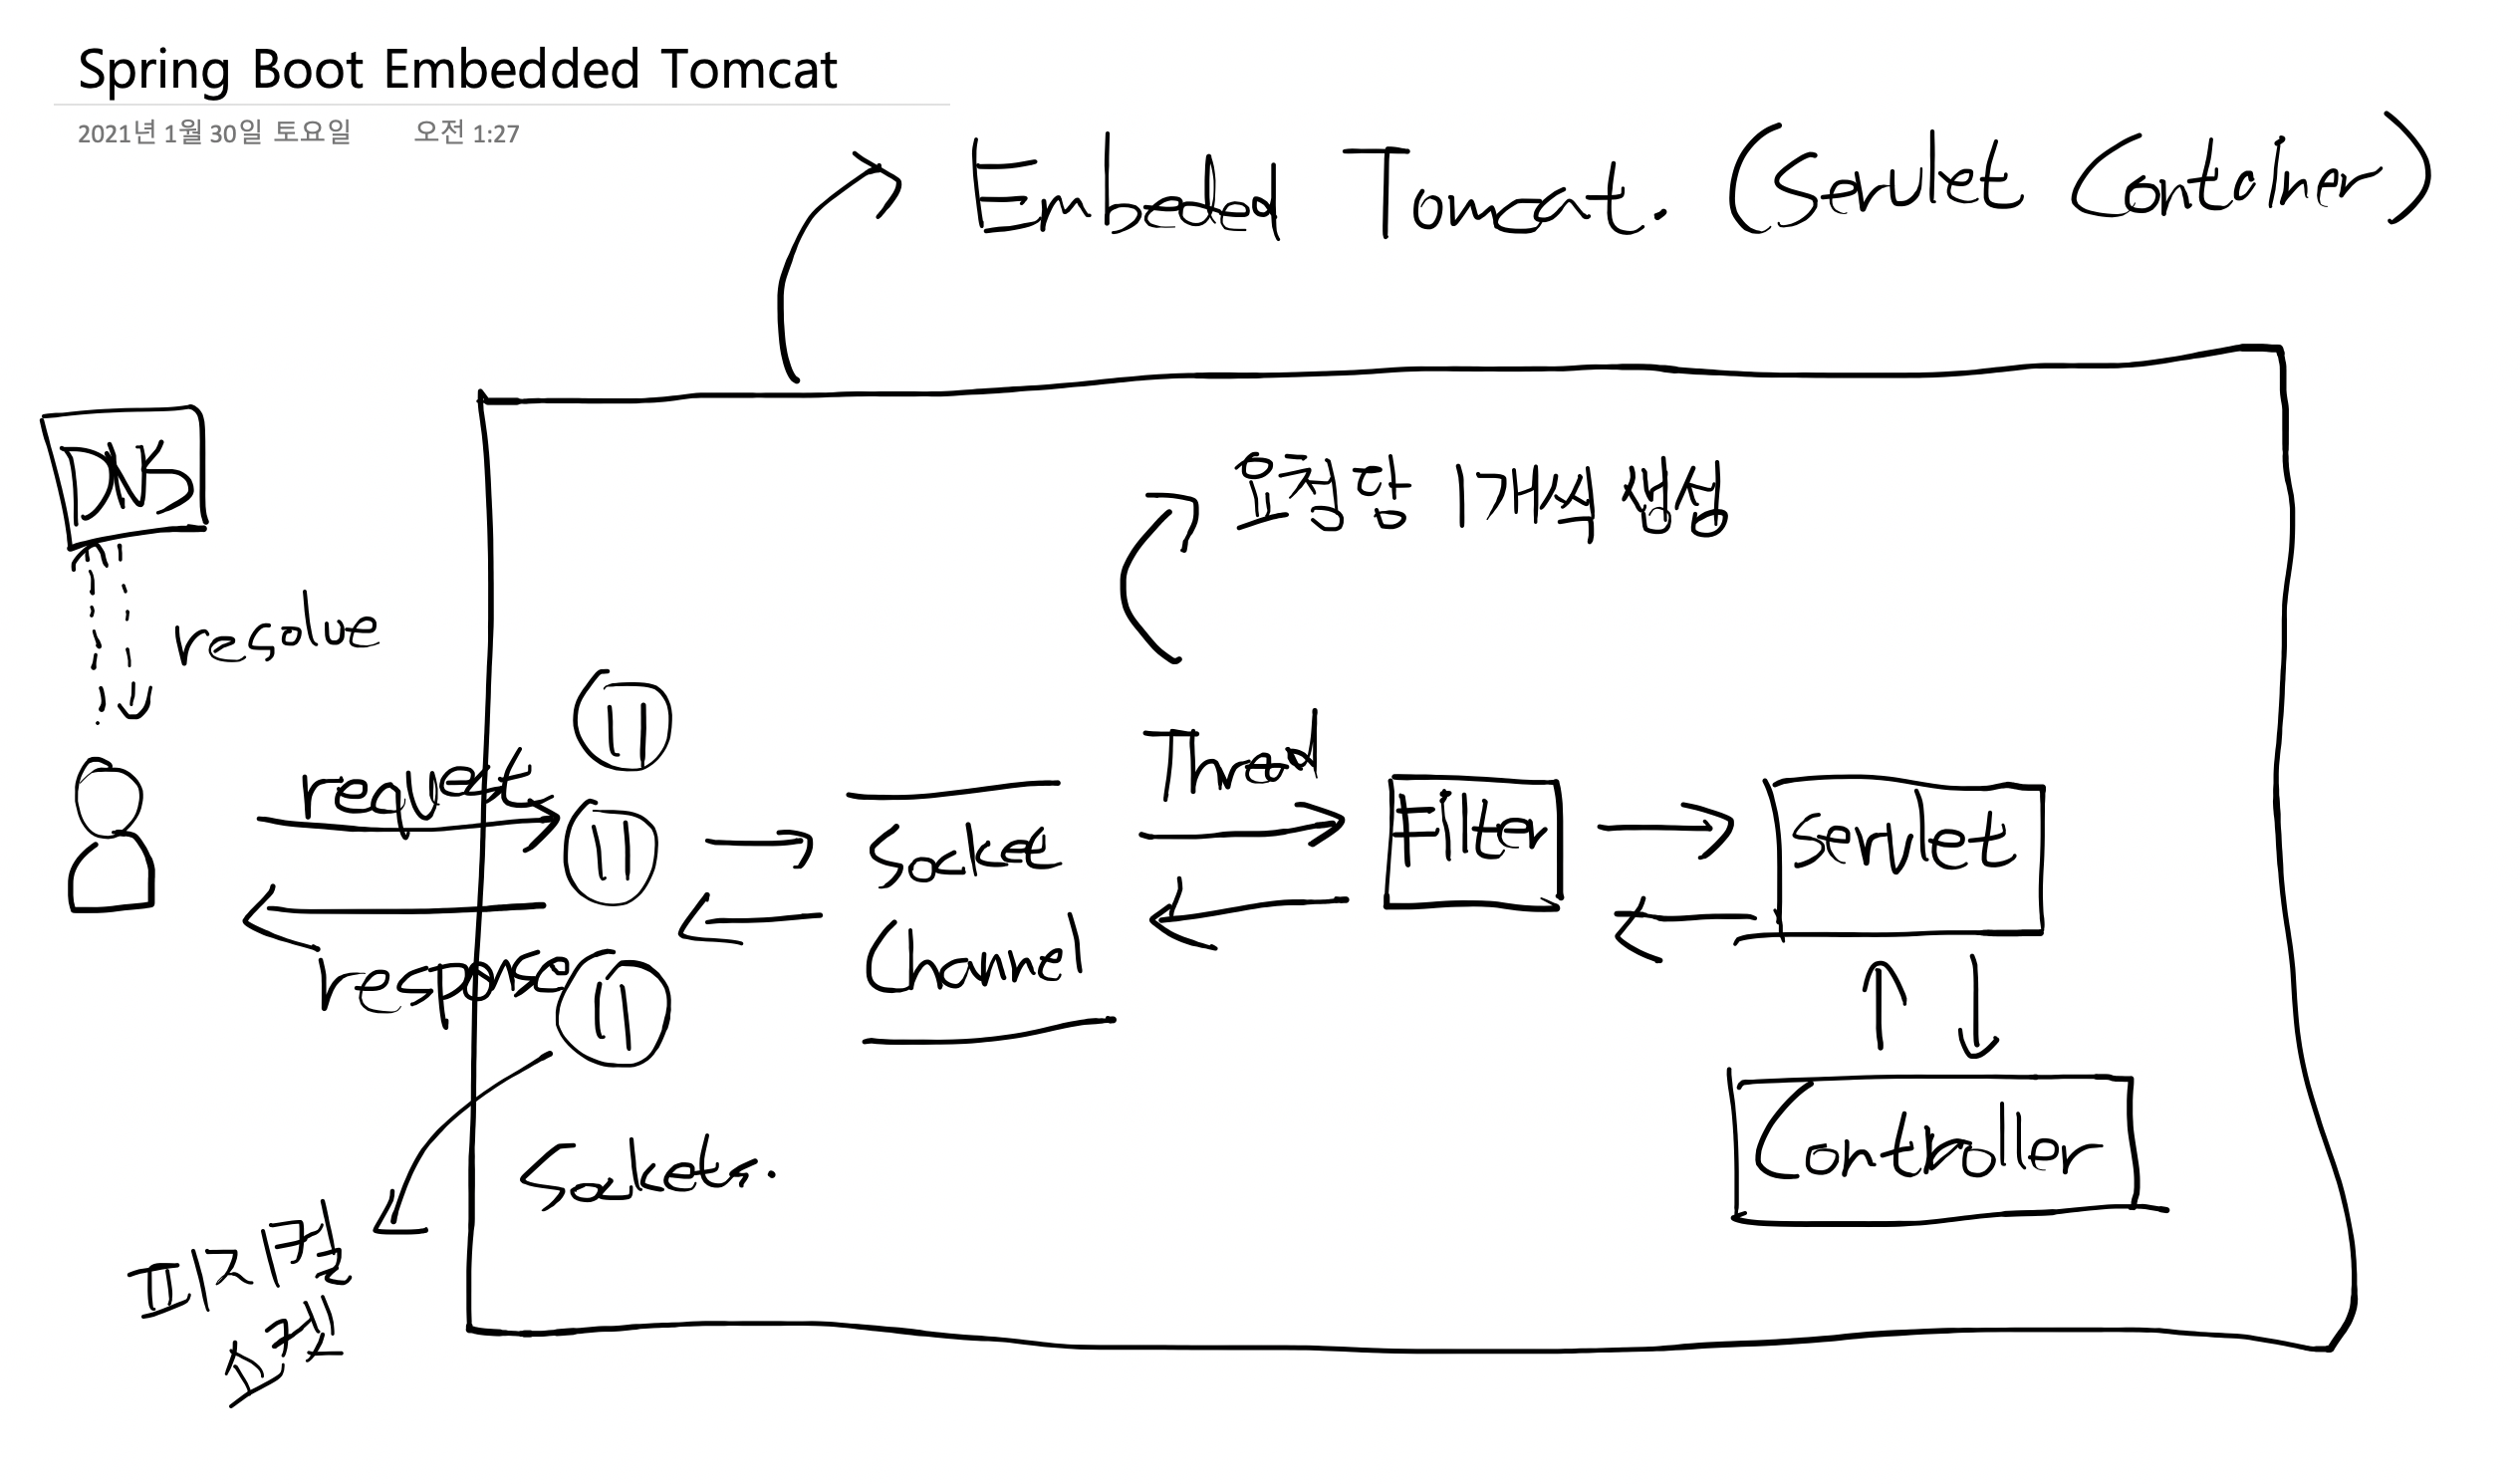 Spring Boot Embedded Tomcat
2021년 1월 30일 토요일 오전 1:27
Embeded Tomcat. (Servlet Container)
DNS
요청당 1개씩 생성
resolve
Thread
request
Filter
servlet
Socket
Channel
response
Controller
Sockets.
피지컬
소켓